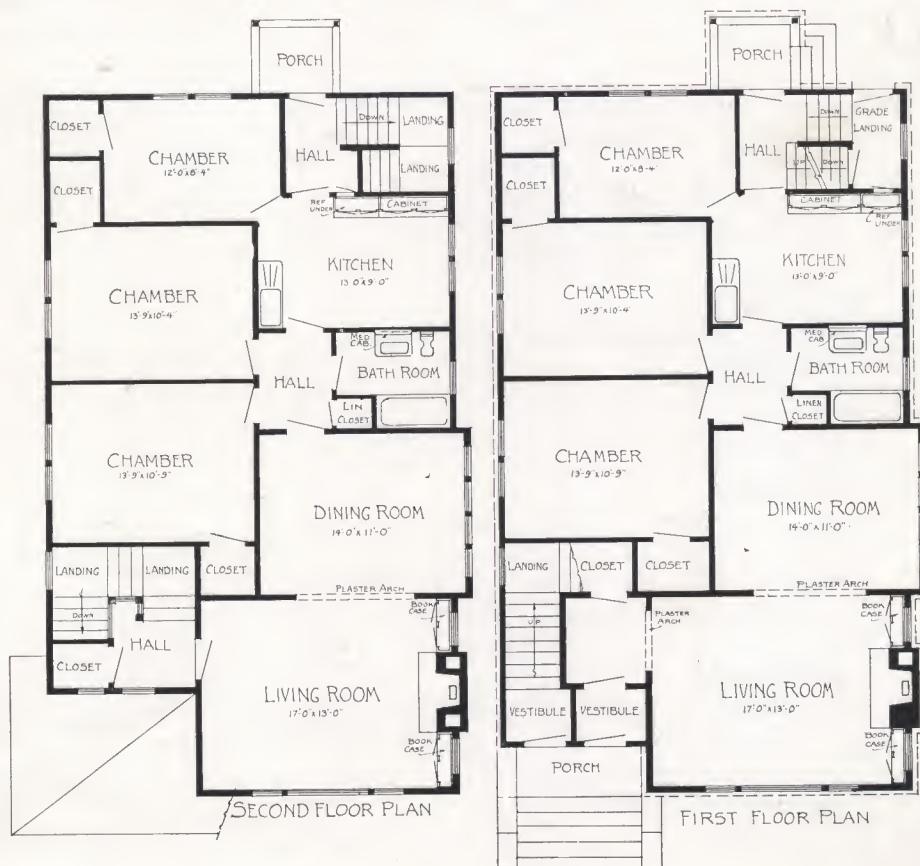 PORCH
CLOSET
CHAMBER
12'-0"x8'-4"
HALL
DOWN
LANDING
LANDING
CLOSET
REF
UNDER
CABINET
CHAMBER
13'-9"x10'-4"
KITCHEN
13'-0"x9'-0"
MED
CAB.
BATH ROOM
HALL
LIN
CLOSET
CHAMBER
13'-9"x10'-9"
DINING ROOM
14'-0"x11'-0"
LANDING
LANDING
CLOSET
DOWN
PLASTER ARCH
BOOK
CASE
HALL
CLOSET
LIVING ROOM
17'-0"x13'-0"
BOOK
CASE
SECOND FLOOR PLAN
PORCH
CLOSET
CHAMBER
12'-0"x8'-4"
HALL
DOWN
GRADE
LANDING
UP
DOWN
CLOSET
CABINET
REF
UNDER
CHAMBER
13'-9"x10'-4"
KITCHEN
13'-0"x9'-0"
MED
CAB.
BATH ROOM
HALL
LINEN
CLOSET
CHAMBER
13'-9"x10'-9"
DINING ROOM
14'-0"x11'-0"
LANDING
CLOSET
CLOSET
PLASTER ARCH
UP
PLASTER
ARCH
BOOK
CASE
LIVING ROOM
17'-0"x13'-0"
VESTIBULE
VESTIBULE
BOOK
CASE
PORCH
FIRST FLOOR PLAN